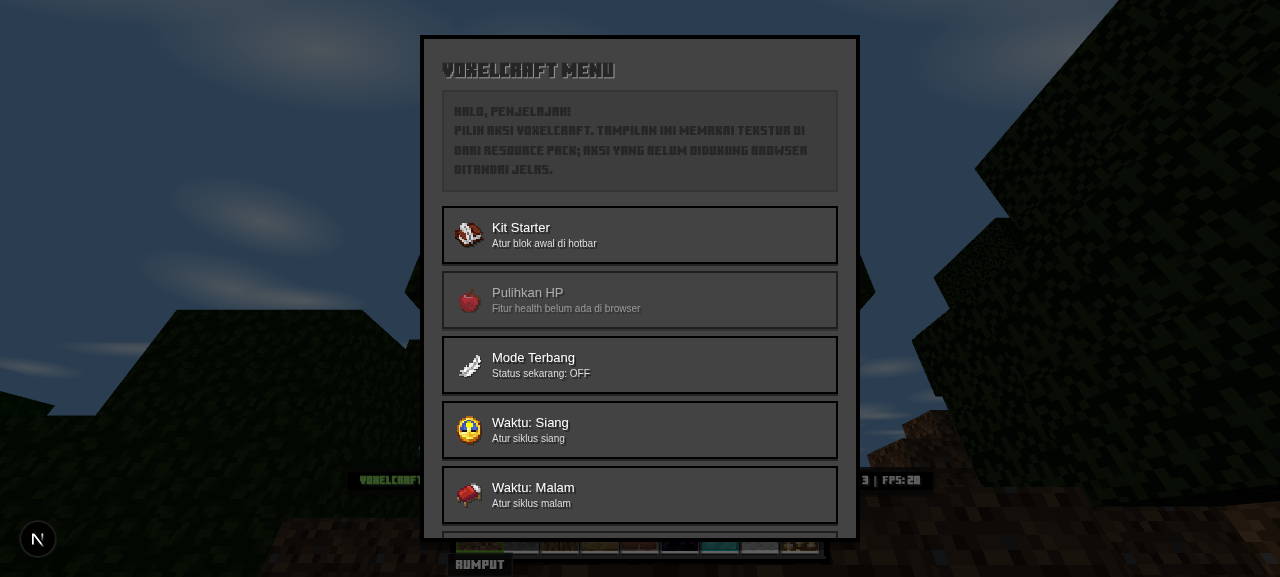 VOXELCRAFT MENU
HALO, PENJELAJAH!
PILIH AKSI VOXELCRAFT. TAMPILAN INI MEMAKAI TEKSTUR UI
DARI RESOURCE PACK; AKSI YANG BELUM DIDUKUNG BROWSER
DITANDAI JELAS.
Kit Starter
Atur blok awal di hotbar
Pulihkan HP
Fitur health belum ada di browser
Mode Terbang
Status sekarang: OFF
Waktu: Siang
Atur siklus siang
Waktu: Malam
Atur siklus malam
VOXELCRAFT 3 | FPS: 20
N
RUMPUT